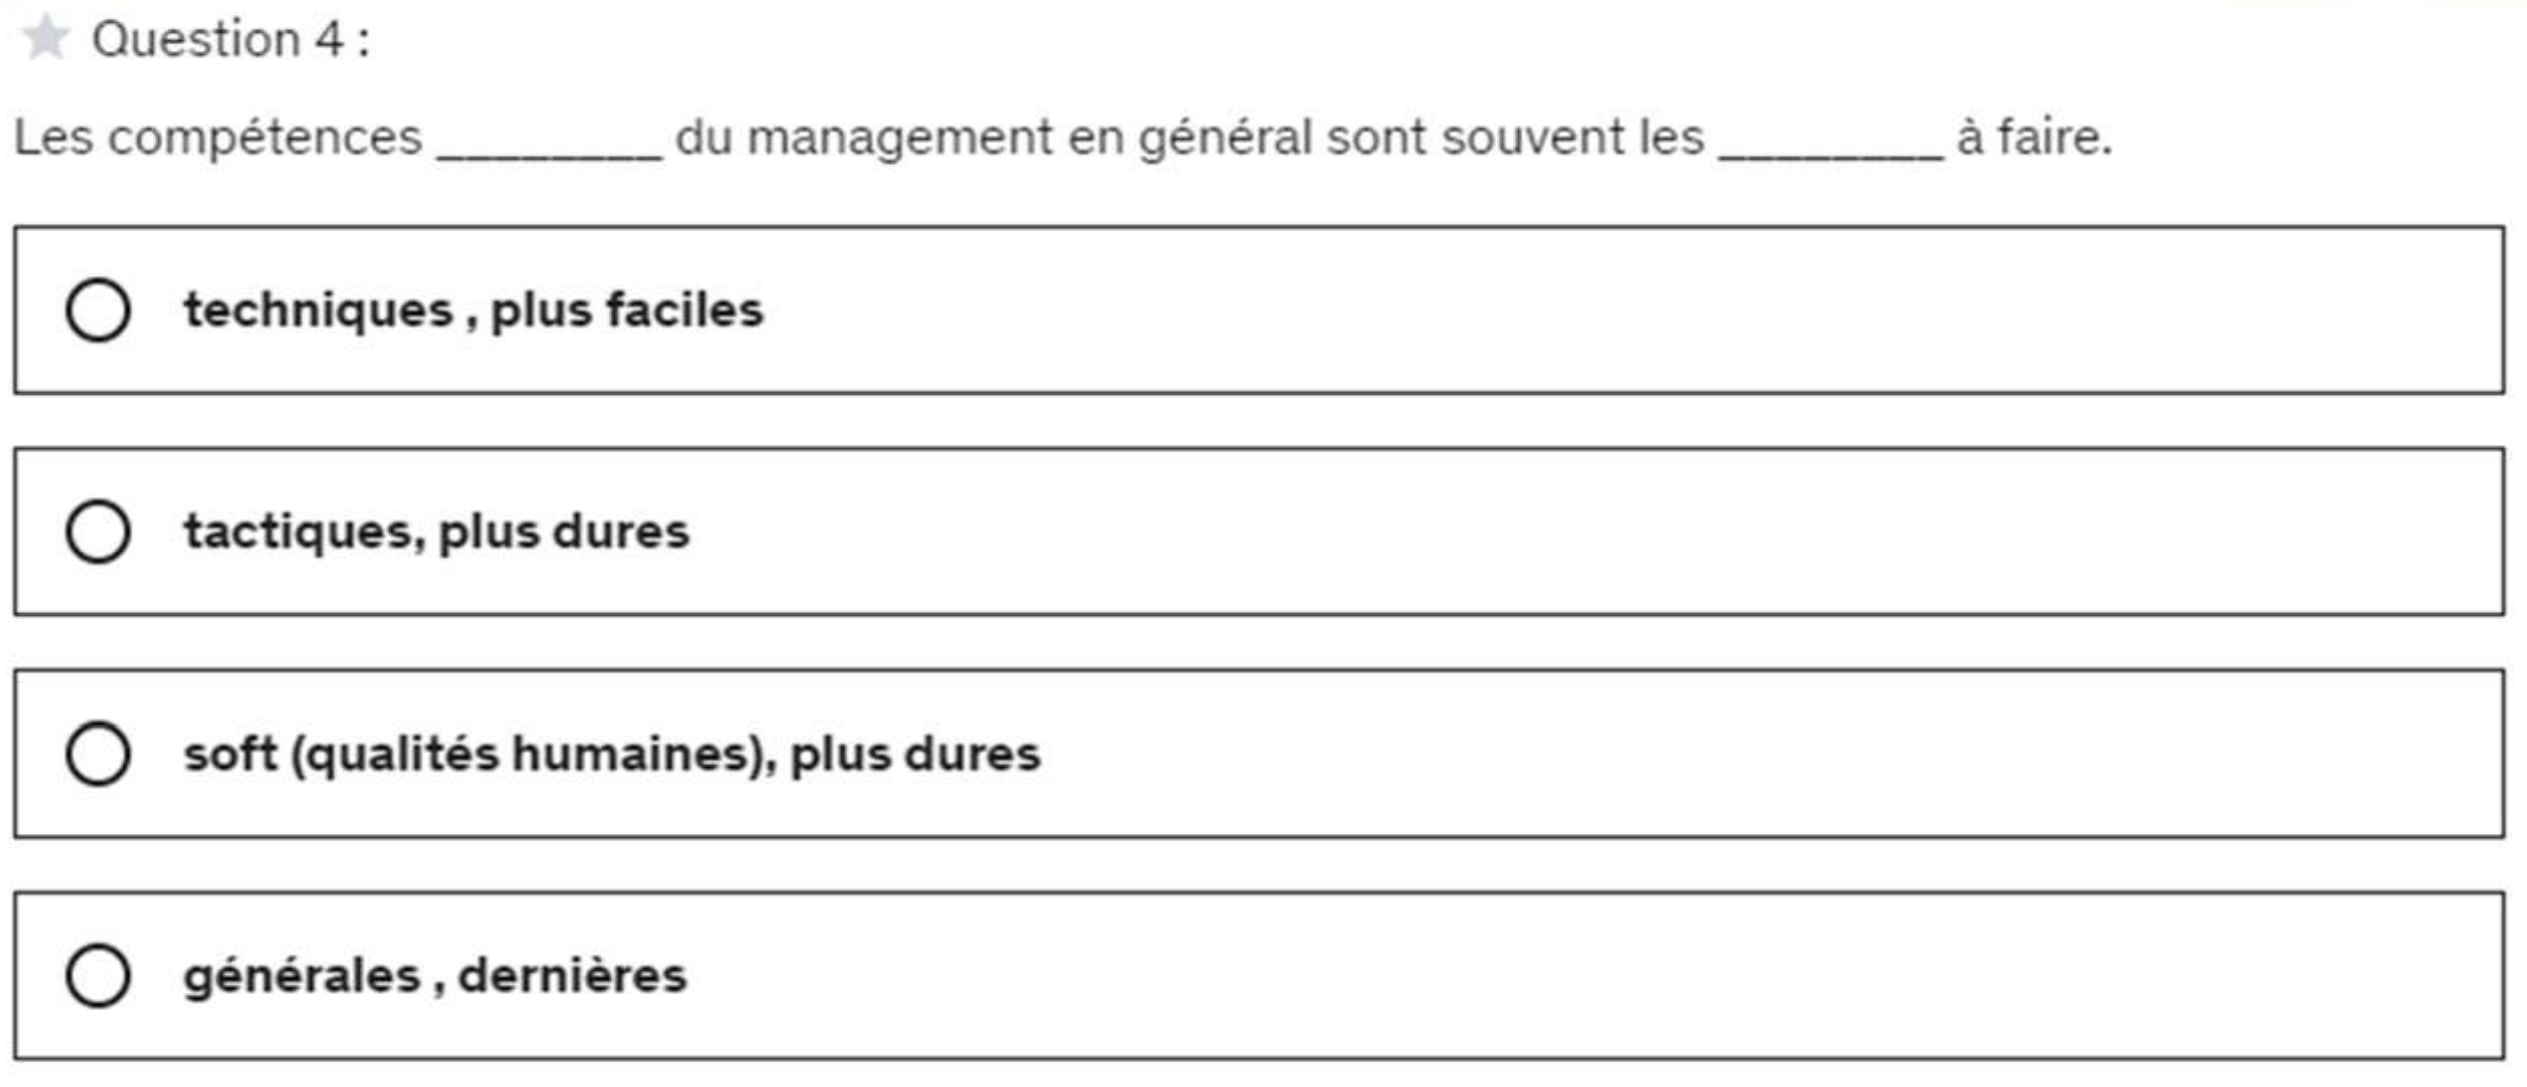 Question 4 :
Les compétences ________ du management en général sont souvent les ________ à faire.
techniques , plus faciles
tactiques, plus dures
soft (qualités humaines), plus dures
générales , dernières